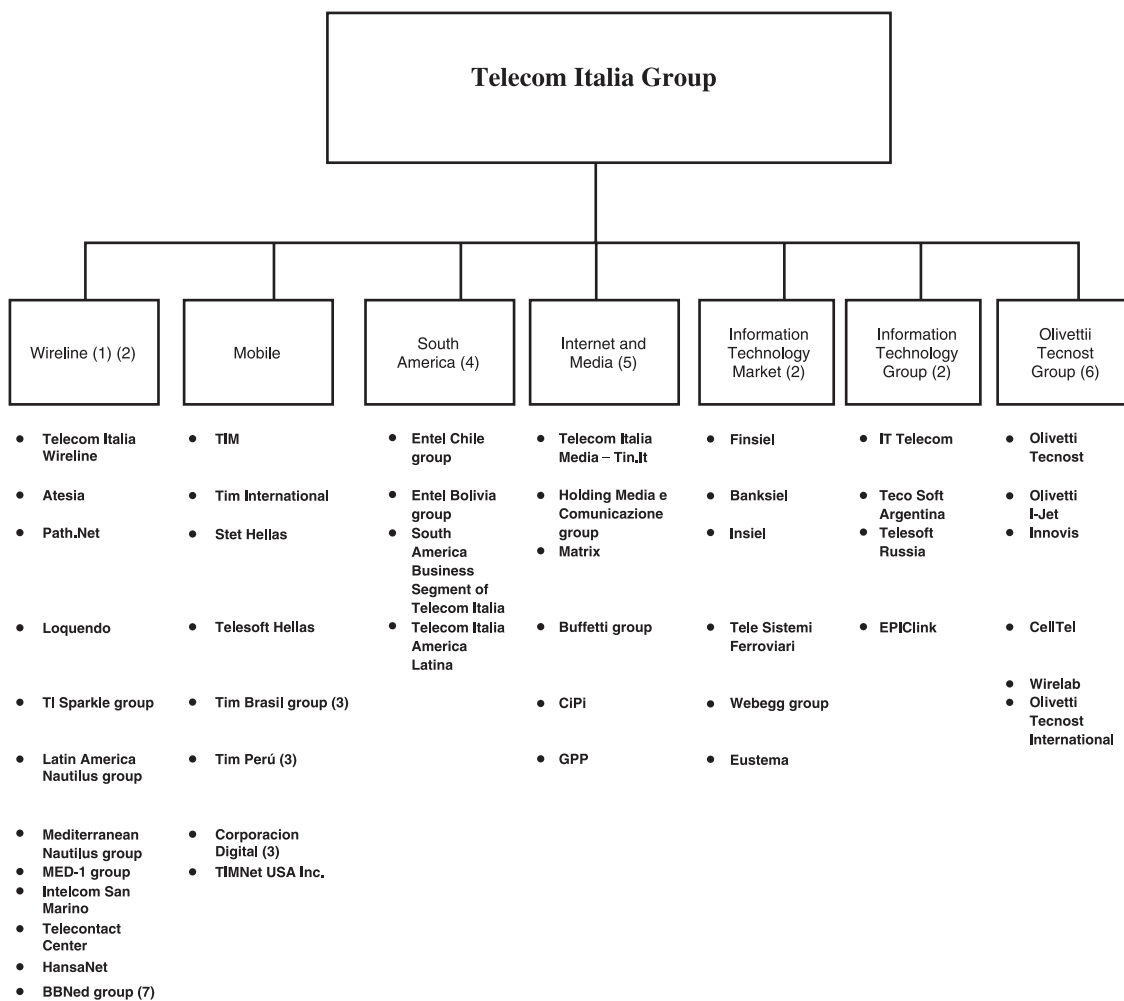 Telecom Italia Group
Wireline (1) (2)
Mobile
South
America (4)
Internet and
Media (5)
Information
Technology
Market (2)
Information
Technology
Group (2)
Olivettii
Tecnost
Group (6)
• Telecom Italia
Wireline
• Atesia
• Path.Net
• Loquendo
• TI Sparkle group
• Latin America
Nautilus group
• Mediterranean
Nautilus group
• MED-1 group
• Intelcom San
Marino
• Telecontact
Center
• HansaNet
• BBNed group (7)
• TIM
• Tim International
• Stet Hellas
• Telesoft Hellas
• Tim Brasil group (3)
• Tim Perú (3)
• Corporacion
Digital (3)
• TIMNet USA Inc.
• Entel Chile
group
• Entel Bolivia
group
• South
America
Business
Segment of
Telecom Italia
• Telecom Italia
America
Latina
• Telecom Italia
Media – Tin.It
• Holding Media e
Comunicazione
group
• Matrix
• Buffetti group
• CiPi
• GPP
• Finsiel
• Banksiel
• Insiel
• Tele Sistemi
Ferroviari
• Webegg group
• Eustema
• IT Telecom
• Teco Soft
Argentina
• Telesoft
Russia
• EPIClink
• Olivetti
Tecnost
• Olivetti
I-Jet
• Innovis
• CellTel
• Wirelab
• Olivetti
Tecnost
International